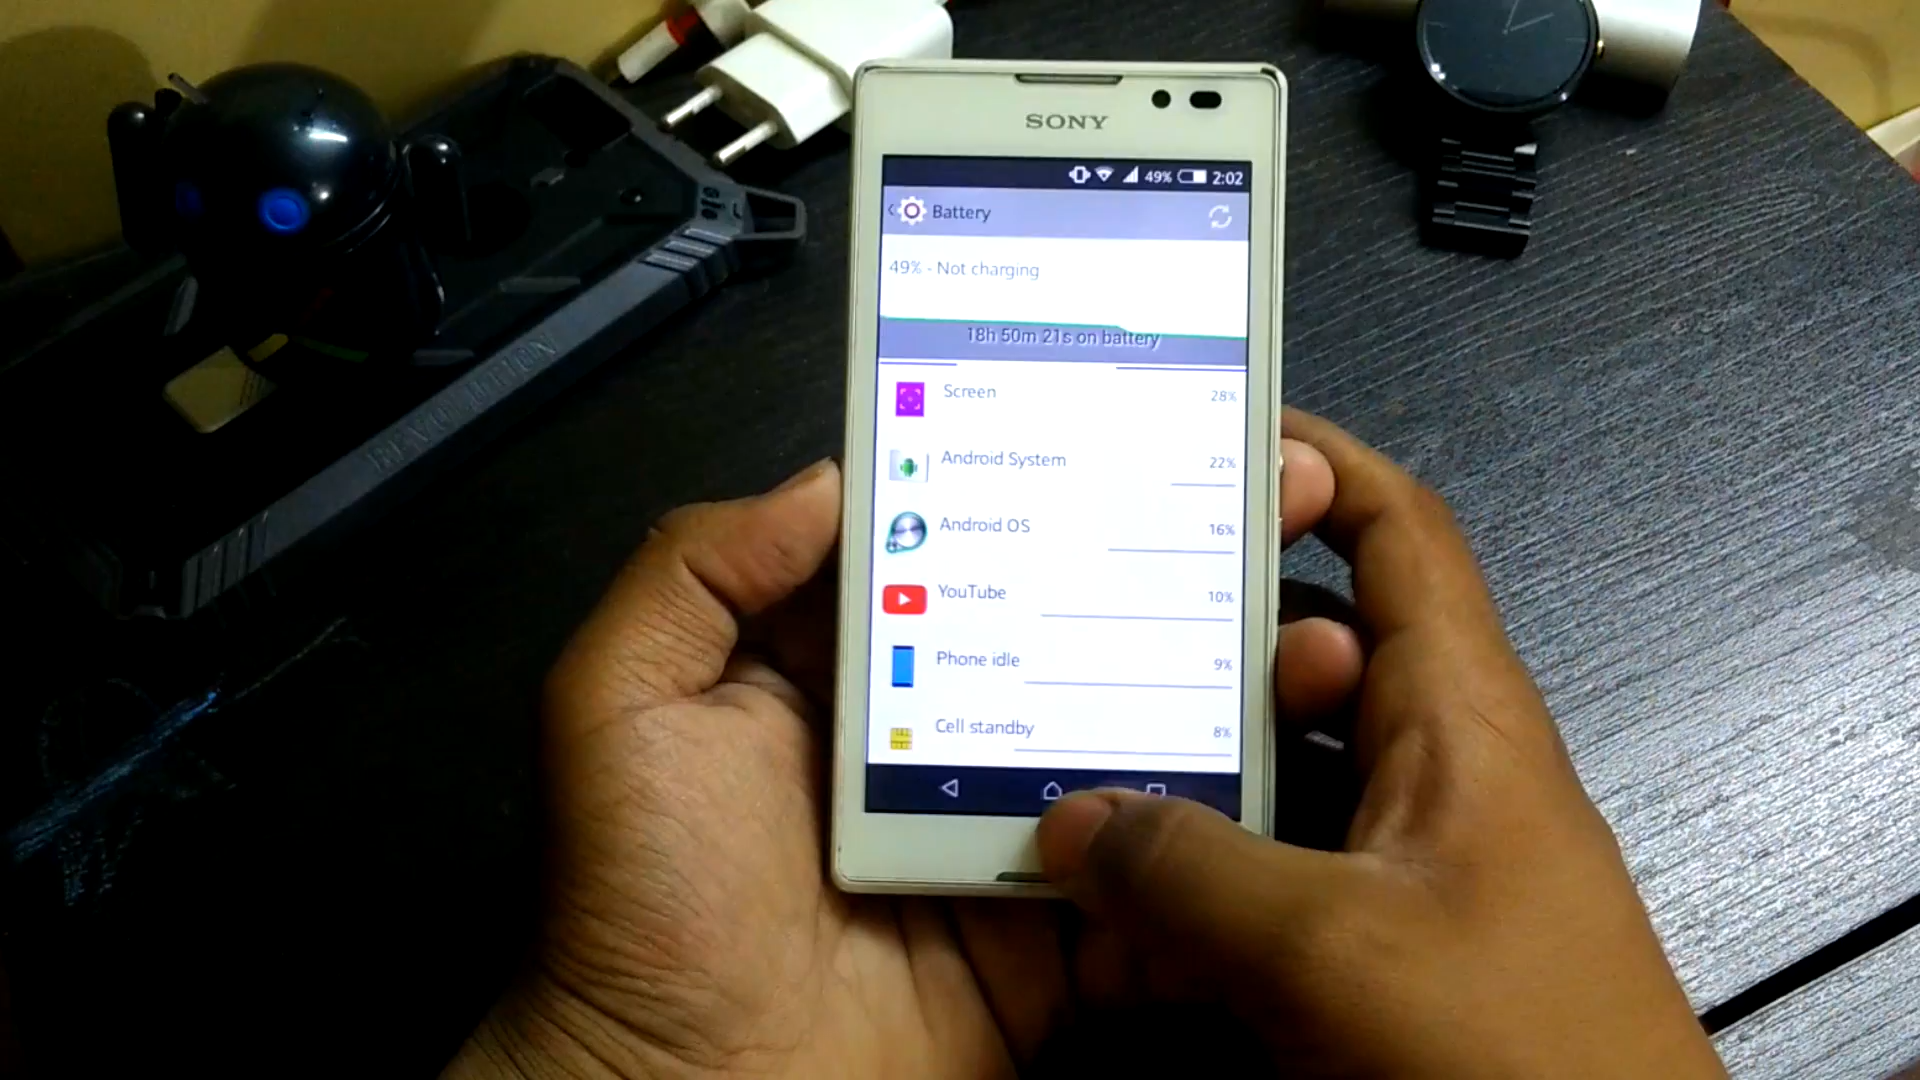 SONY
49% 2:02
Battery
49% - Not charging
18h 50m 21s on battery
Screen 28%
Android System 22%
Android OS 16%
YouTube 10%
Phone idle 9%
Cell standby 8%
REVOLUTION